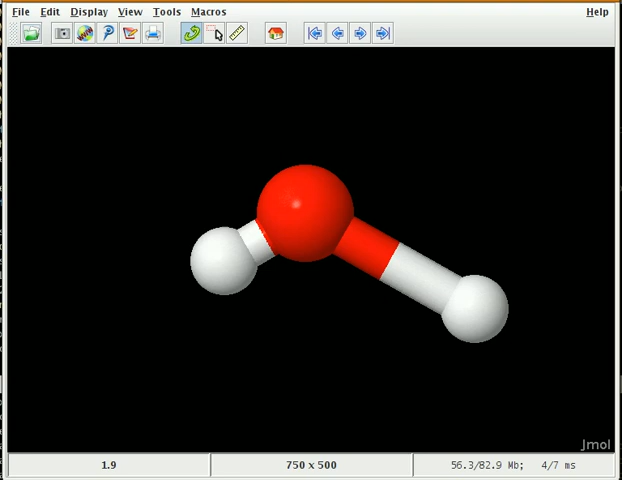 File Edit Display View Tools Macros Help
Jmol
1.9 750 x 500 56.3/82.9 Mb; 4/7 ms